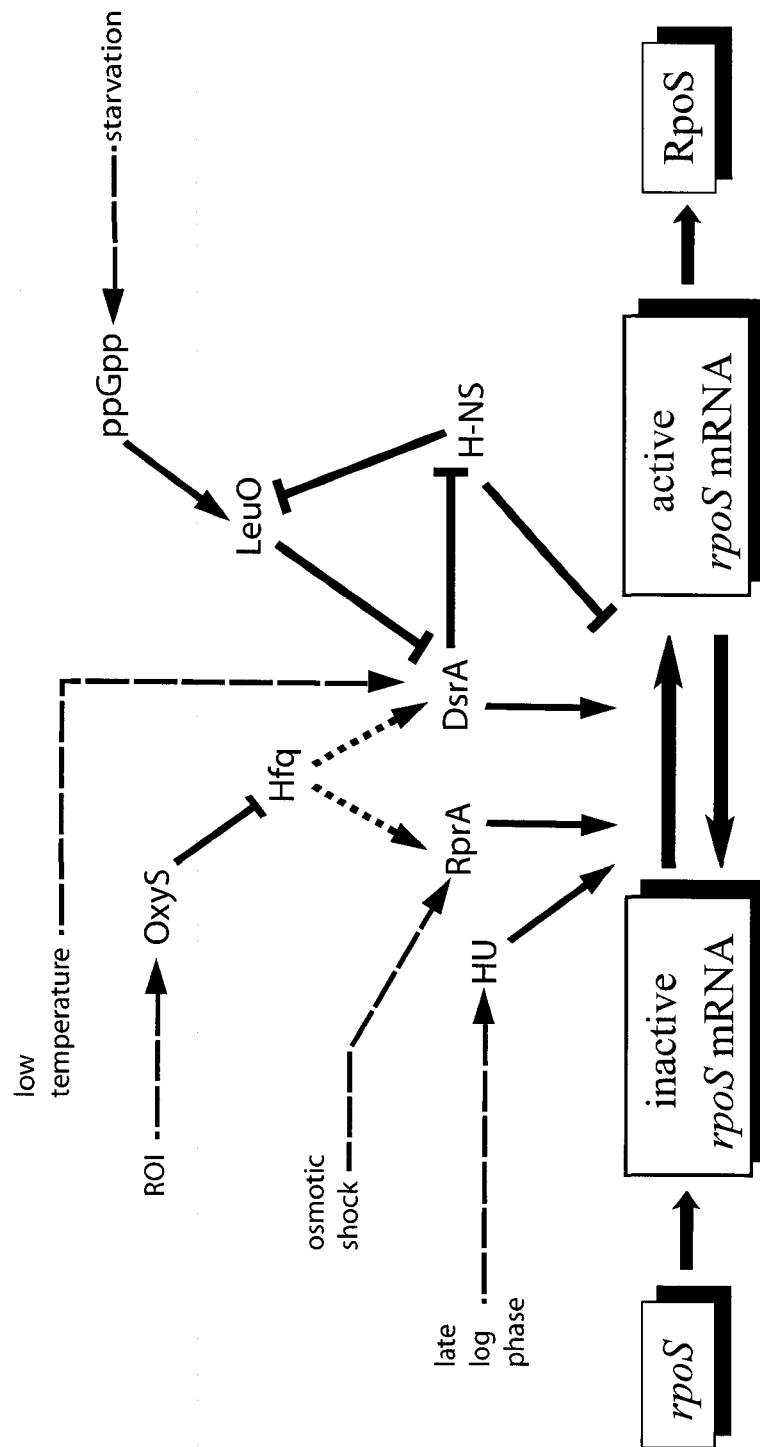 low
temperature
ROI
OxyS
Hfq
LeuO
ppGpp
starvation
osmotic
shock
RprA
DsrA
H-NS
late
log
phase
HU
rpoS
inactive
rpoS mRNA
active
rpoS mRNA
RpoS